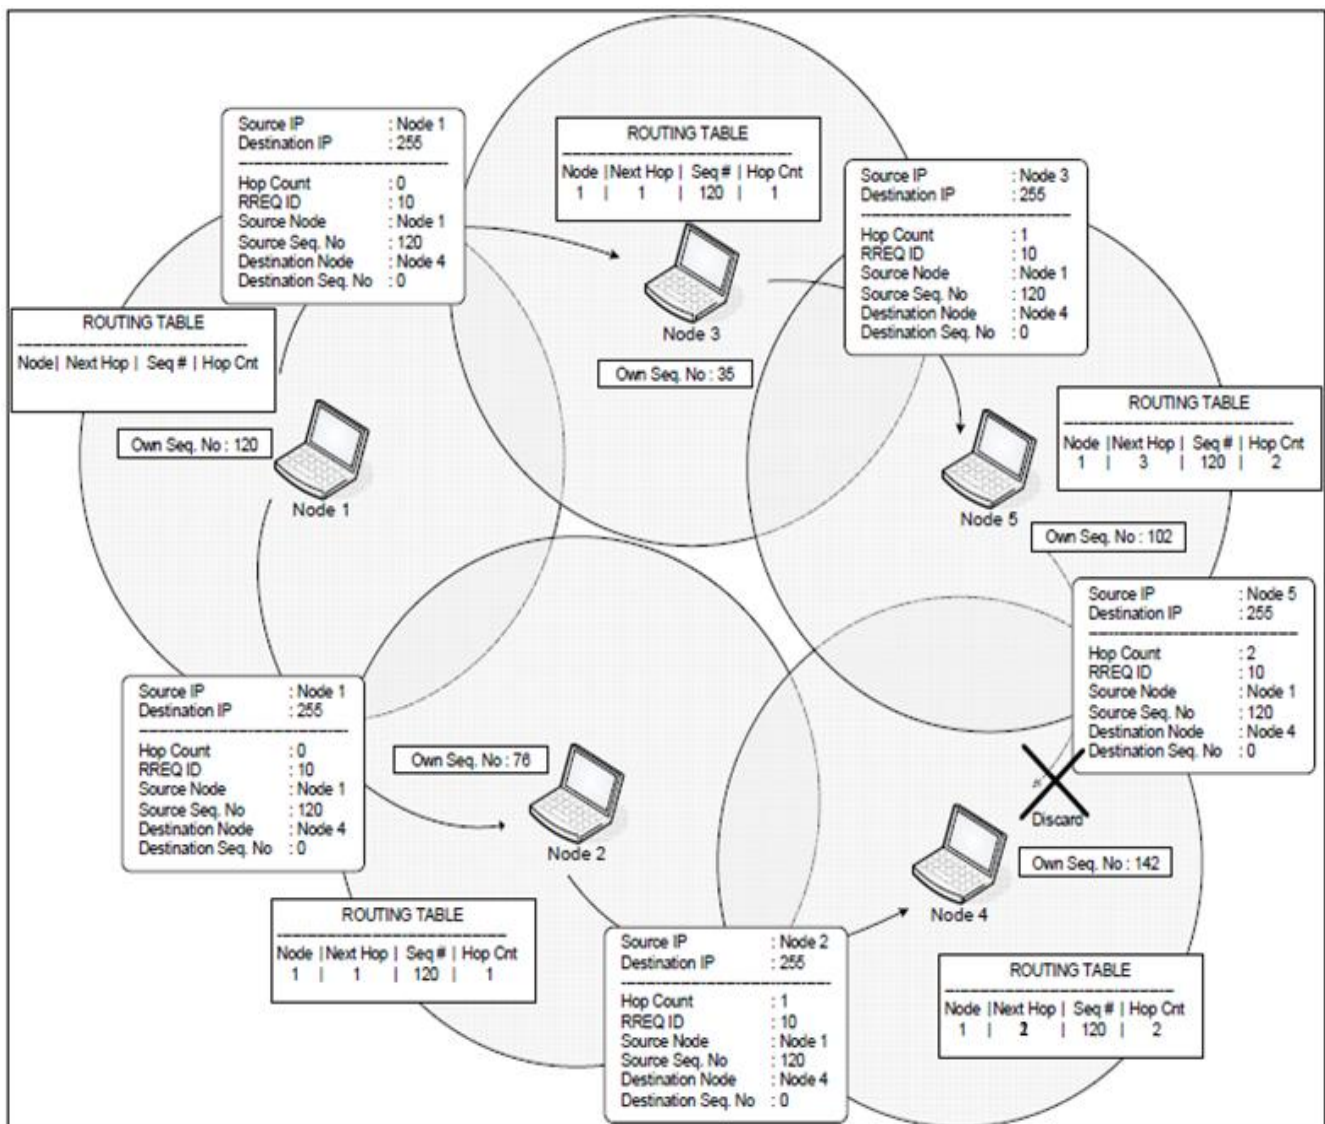 Source IP : Node 1
Destination IP : 255
Hop Count : 0
RREQ ID : 10
Source Node : Node 1
Source Seq. No : 120
Destination Node : Node 4
Destination Seq. No : 0
ROUTING TABLE
Node |Next Hop | Seq # | Hop Cnt
1 | 1 | 120 | 1
Node 3
Own Seq. No : 35
Source IP : Node 3
Destination IP : 255
Hop Count : 1
RREQ ID : 10
Source Node : Node 1
Source Seq. No : 120
Destination Node : Node 4
Destination Seq. No : 0
ROUTING TABLE
Node| Next Hop | Seq # | Hop Cnt
Own Seq. No : 120
Node 1
ROUTING TABLE
Node |Next Hop | Seq # | Hop Cnt
1 | 3 | 120 | 2
Node 5
Own Seq. No : 102
Source IP : Node 5
Destination IP : 255
Hop Count : 2
RREQ ID : 10
Source Node : Node 1
Source Seq. No : 120
Destination Node : Node 4
Destination Seq. No : 0
Source IP : Node 1
Destination IP : 255
Hop Count : 0
RREQ ID : 10
Source Node : Node 1
Source Seq. No : 120
Destination Node : Node 4
Destination Seq. No : 0
Own Seq. No : 76
Node 2
Discard
Own Seq. No : 142
Node 4
ROUTING TABLE
Node |Next Hop | Seq # | Hop Cnt
1 | 1 | 120 | 1
Source IP : Node 2
Destination IP : 255
Hop Count : 1
RREQ ID : 10
Source Node : Node 1
Source Seq. No : 120
Destination Node : Node 4
Destination Seq. No : 0
ROUTING TABLE
Node |Next Hop | Seq # | Hop Cnt
1 | 2 | 120 | 2